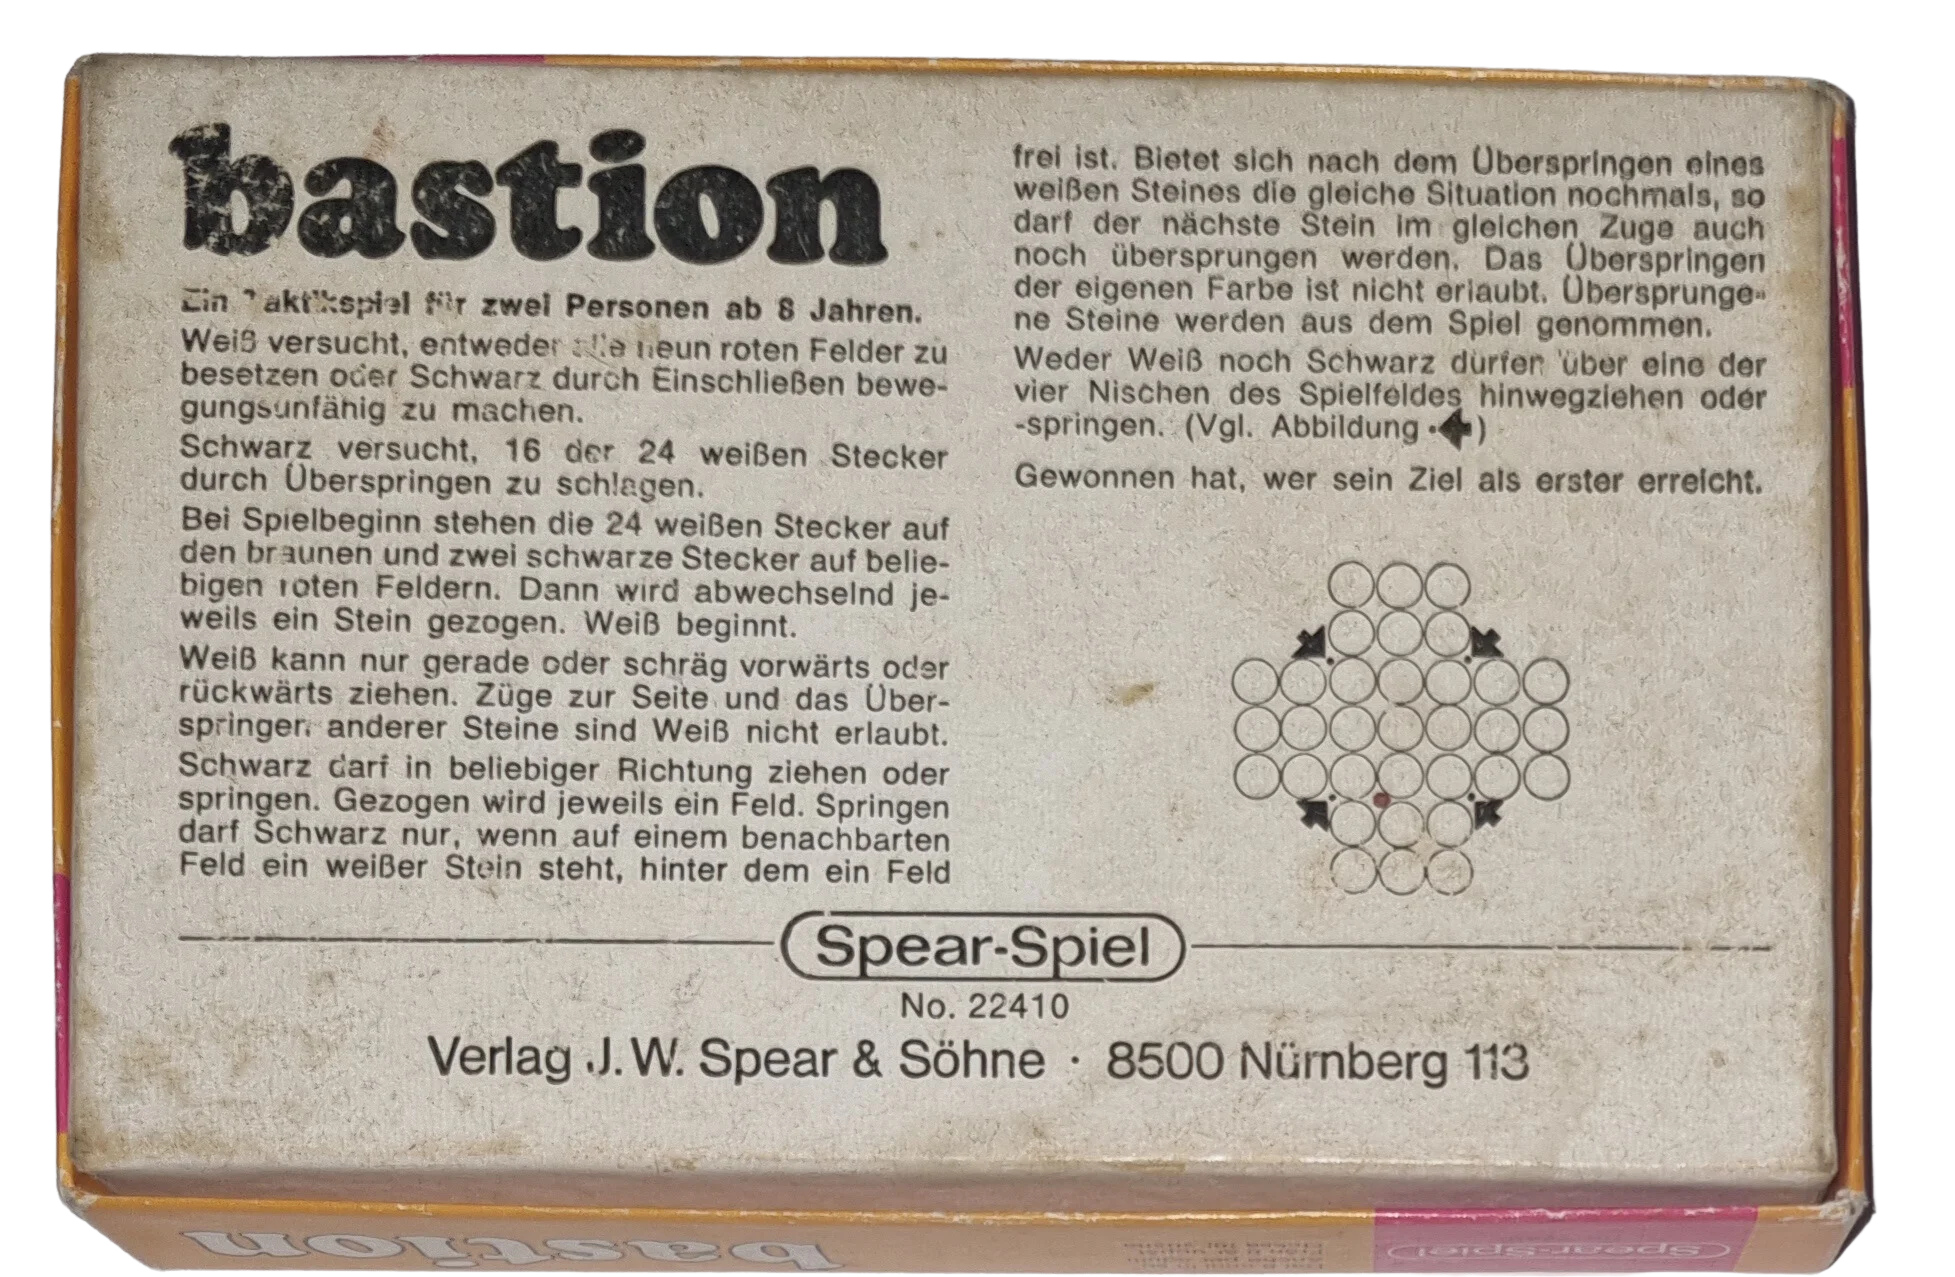 bastion
Ein Taktikspiel für zwei Personen ab 8 Jahren.
Weiß versucht, entweder alle neun roten Felder zu
besetzen oder Schwarz durch Einschließen bewe-
gungsunfähig zu machen.
Schwarz versucht, 16 der 24 weißen Stecker
durch Überspringen zu schlagen.
Bei Spielbeginn stehen die 24 weißen Stecker auf
den braunen und zwei schwarze Stecker auf belie-
bigen roten Feldern. Dann wird abwechselnd je-
weils ein Stein gezogen. Weiß beginnt.
Weiß kann nur gerade oder schräg vorwärts oder
rückwärts ziehen. Züge zur Seite und das Über-
springen anderer Steine sind Weiß nicht erlaubt.
Schwarz darf in beliebiger Richtung ziehen oder
springen. Gezogen wird jeweils ein Feld. Springen
darf Schwarz nur, wenn auf einem benachbarten
Feld ein weißer Stein steht, hinter dem ein Feld
frei ist. Bietet sich nach dem Überspringen eines
weißen Steines die gleiche Situation nochmals, so
darf der nächste Stein im gleichen Zuge auch
noch übersprungen werden. Das Überspringen
der eigenen Farbe ist nicht erlaubt. Übersprunge-
ne Steine werden aus dem Spiel genommen.
Weder Weiß noch Schwarz dürfen über eine der
vier Nischen des Spielfeldes hinwegziehen oder
-springen. (Vgl. Abbildung)
Gewonnen hat, wer sein Ziel als erster erreicht.
Spear-Spiel
No. 22410
Verlag J. W. Spear & Söhne · 8500 Nürnberg 113
bastion
Spear-Spiel